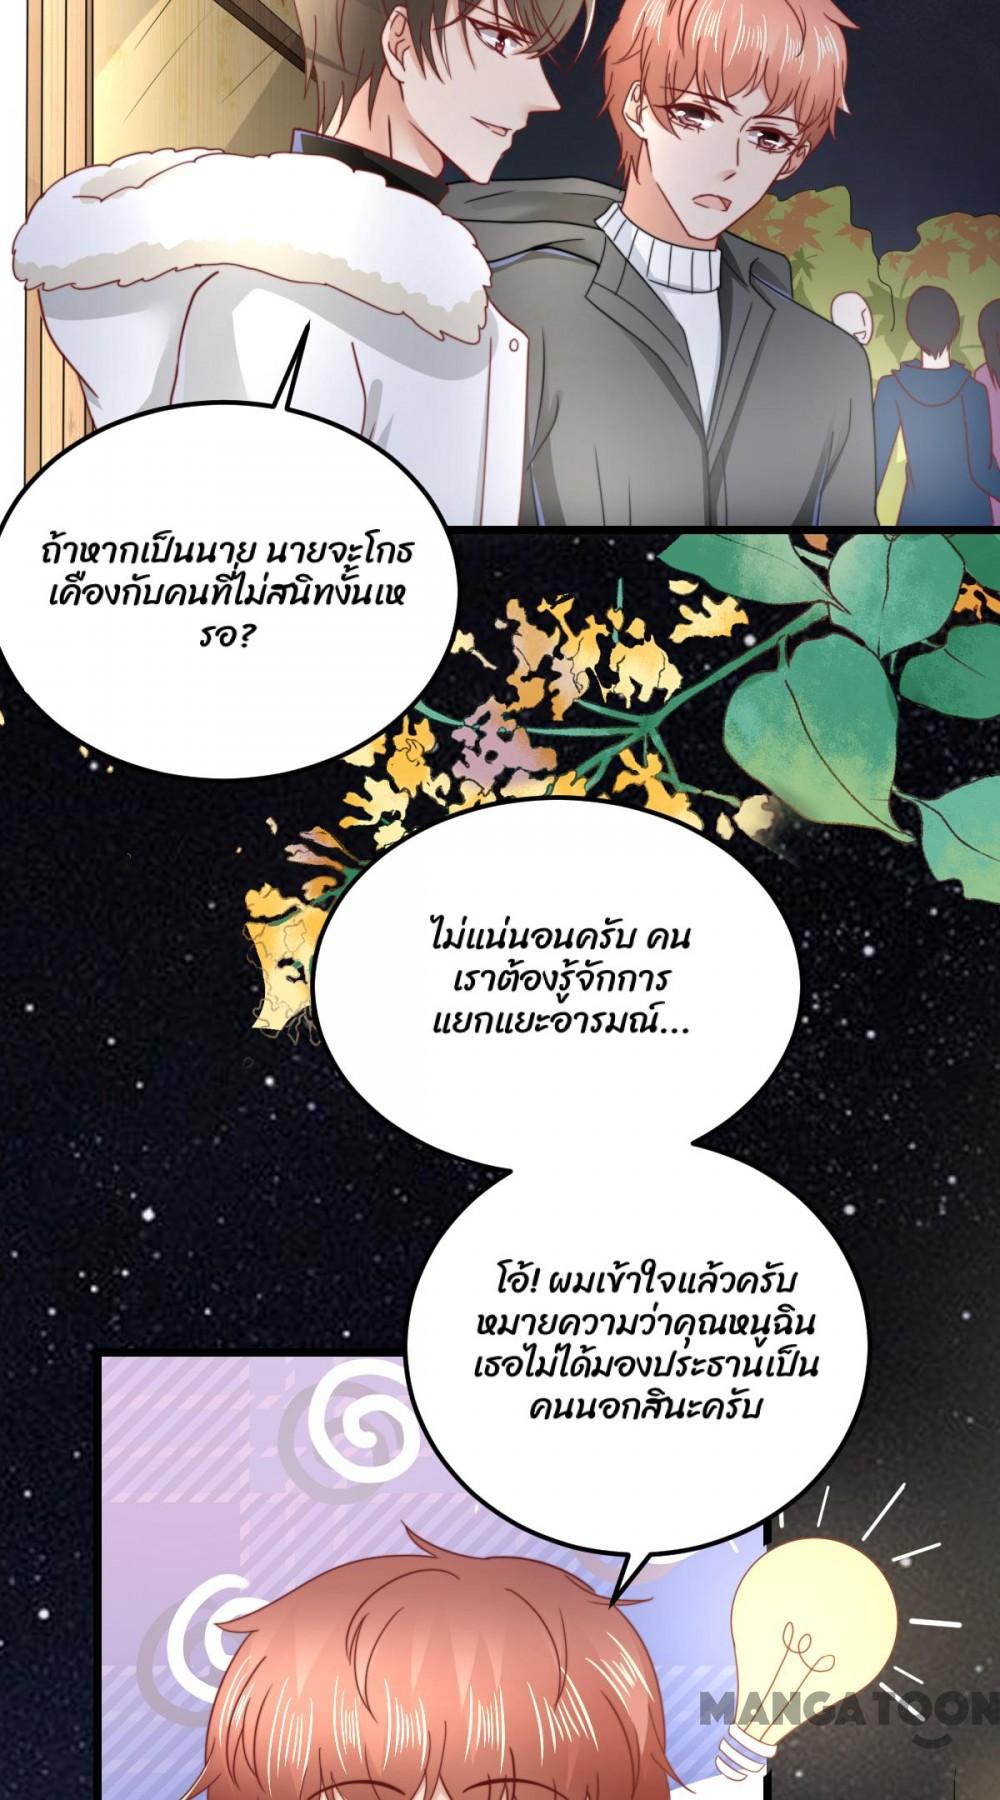 ถ้าหากเป็นนาย นายจะโกธ
เคืองกับคนที่ไม่สนิทงั้นเห
รอ?
ไม่แน่นอนครับ คน
เราต้องรู้จักการ
แยกแยะอารมณ์...
โอ้! ผมเข้าใจแล้วครับ
หมายความว่าคุณหนูฉิน
เธอไม่ได้มองประธานเป็น
คนนอกสินะครับ
MANGATOON